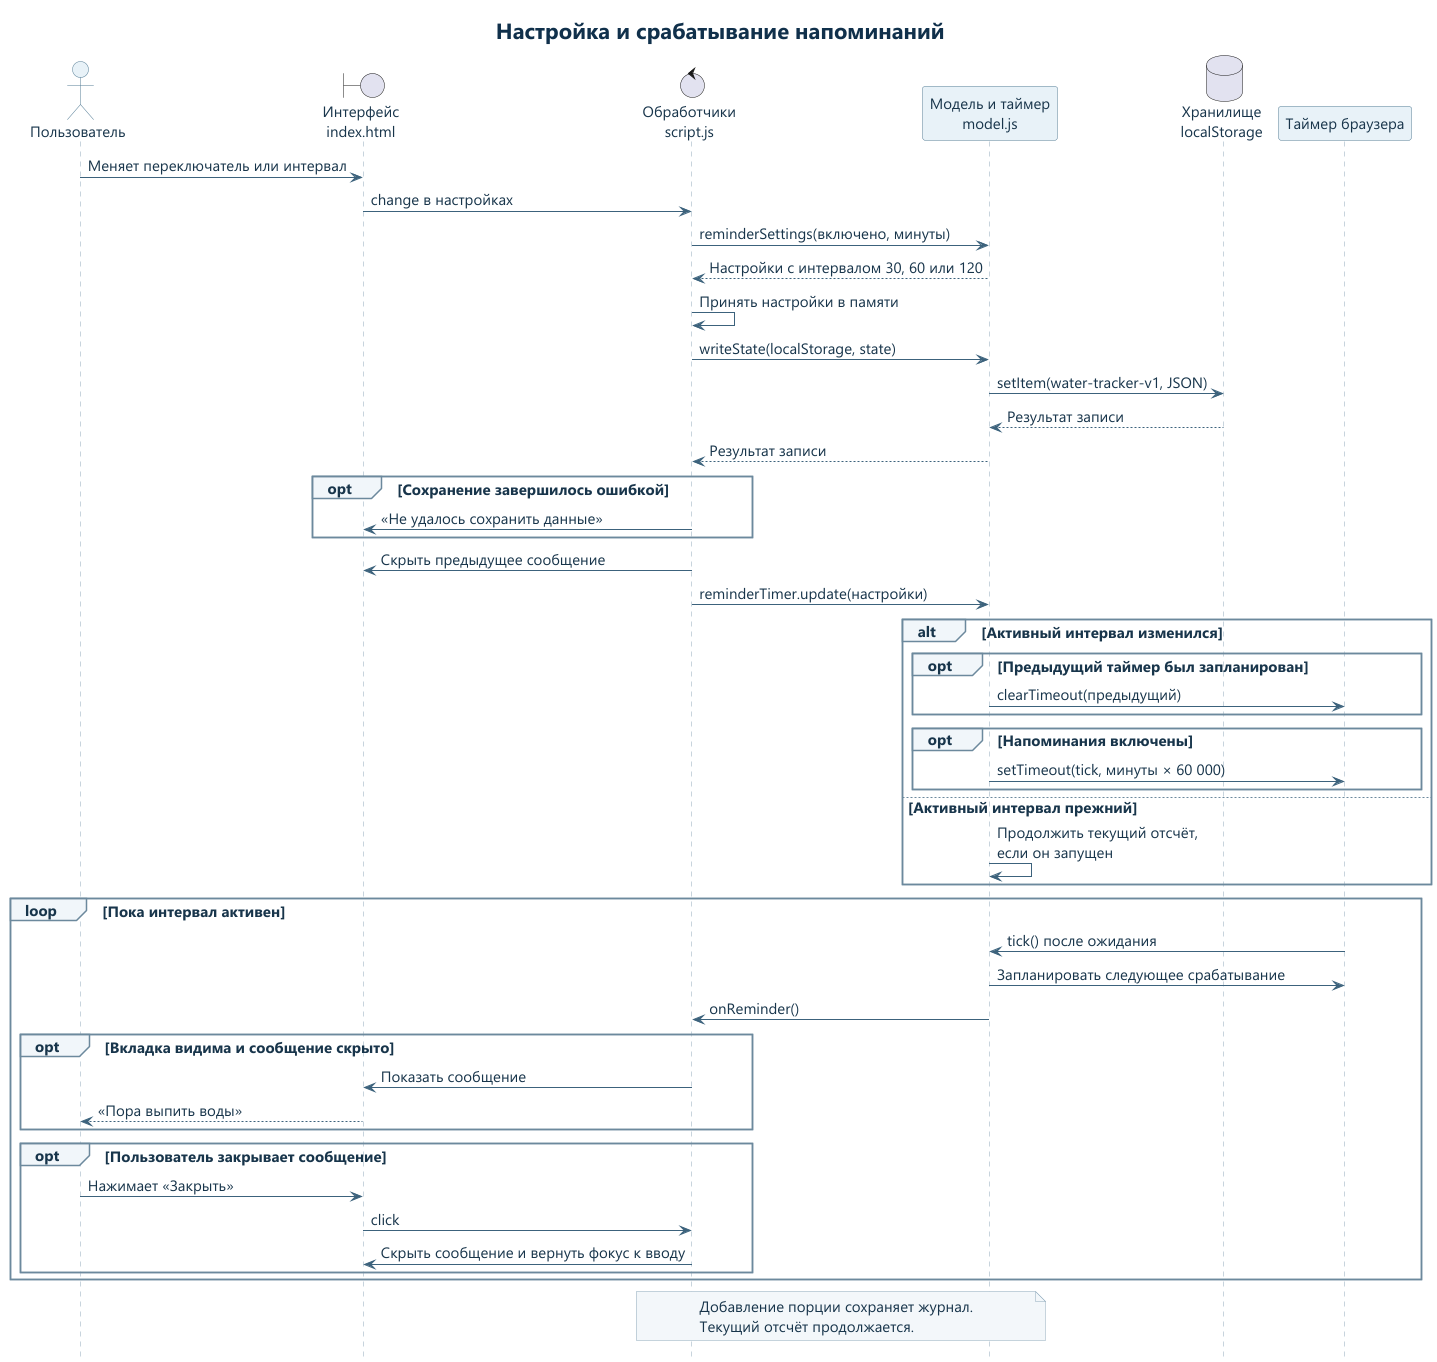 Настройка и срабатывание напоминаний
Пользователь
Интерфейс
index.html
Обработчики
script.js
Модель и таймер
model.js
Хранилище
localStorage
Таймер браузера
Меняет переключатель или интервал
change в настройках
reminderSettings(включено, минуты)
Настройки с интервалом 30, 60 или 120
Принять настройки в памяти
writeState(localStorage, state)
setItem(water-tracker-v1, JSON)
Результат записи
Результат записи
opt [Сохранение завершилось ошибкой]
«Не удалось сохранить данные»
Скрыть предыдущее сообщение
reminderTimer.update(настройки)
alt [Активный интервал изменился]
opt [Предыдущий таймер был запланирован]
clearTimeout(предыдущий)
opt [Напоминания включены]
setTimeout(tick, минуты × 60 000)
[Активный интервал прежний]
Продолжить текущий отсчёт,
если он запущен
loop [Пока интервал активен]
tick() после ожидания
Запланировать следующее срабатывание
onReminder()
opt [Вкладка видима и сообщение скрыто]
Показать сообщение
«Пора выпить воды»
opt [Пользователь закрывает сообщение]
Нажимает «Закрыть»
click
Скрыть сообщение и вернуть фокус к вводу
Добавление порции сохраняет журнал.
Текущий отсчёт продолжается.